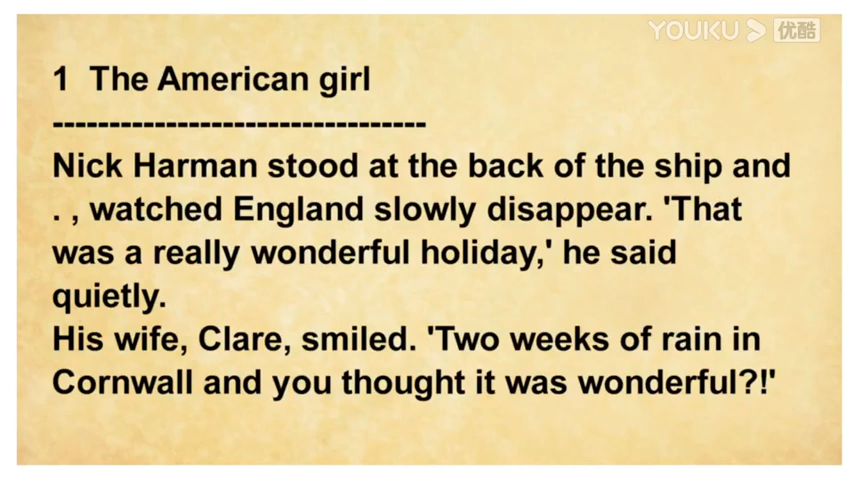 YOUKU 优酷
1 The American girl
---------------------------------
Nick Harman stood at the back of the ship and
. , watched England slowly disappear. 'That
was a really wonderful holiday,' he said
quietly.
His wife, Clare, smiled. 'Two weeks of rain in
Cornwall and you thought it was wonderful?!'